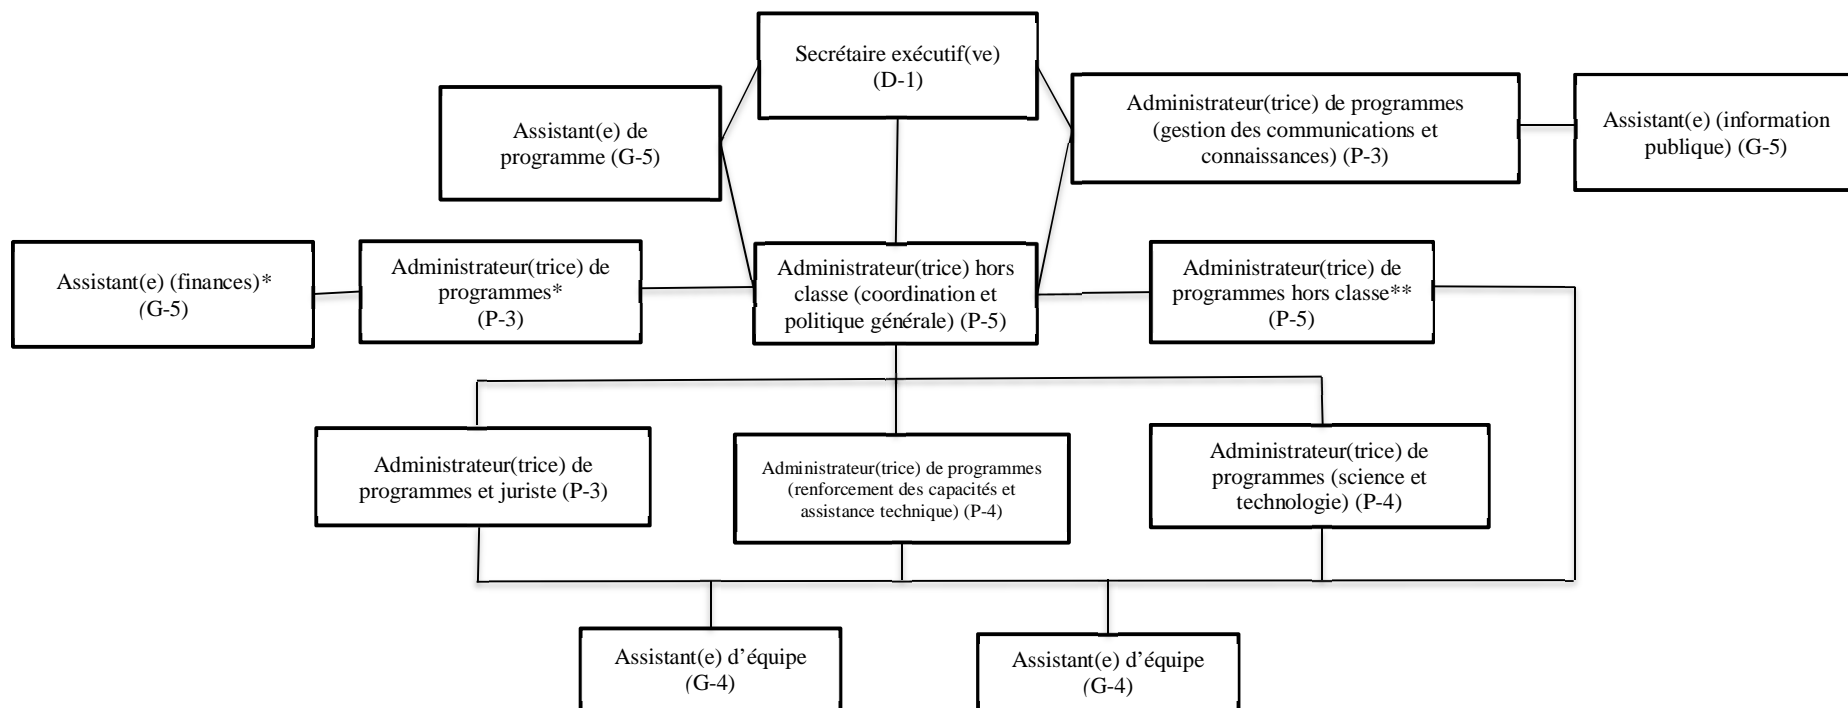 Secrétaire exécutif(ve)
(D-1)
Assistant(e) de
programme (G-5)
Administrateur(trice) de programmes
(gestion des communications et
connaissances) (P-3)
Assistant(e) (information
publique) (G-5)
Assistant(e) (finances)*
(G-5)
Administrateur(trice) de
programmes*
(P-3)
Administrateur(trice) hors
classe (coordination et
politique générale) (P-5)
Administrateur(trice) de
programmes hors classe**
(P-5)
Administrateur(trice) de
programmes et juriste (P-3)
Administrateur(trice) de programmes
(renforcement des capacités et
assistance technique) (P-4)
Administrateur(trice) de
programmes (science et
technologie) (P-4)
Assistant(e) d’équipe
(G-4)
Assistant(e) d’équipe
(G-4)